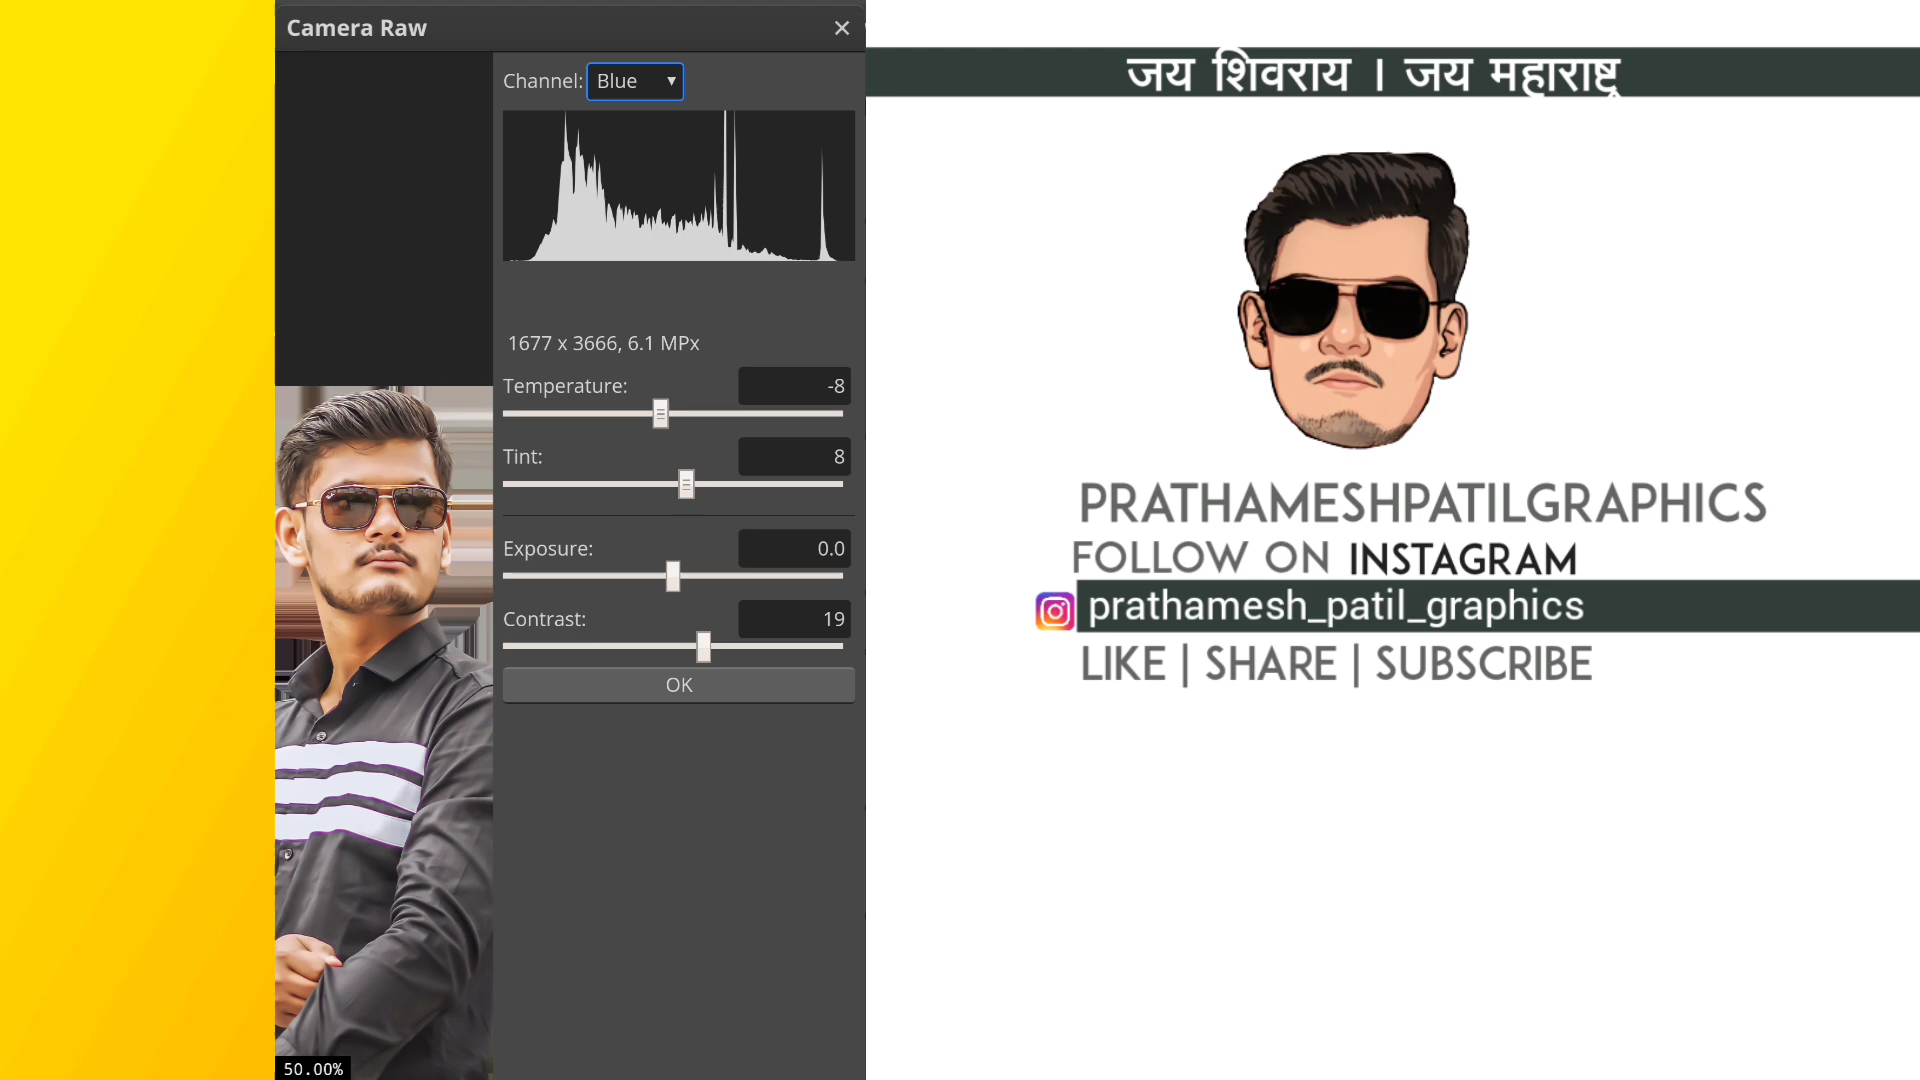 Camera Raw
Channel: Blue
1677 x 3666, 6.1 MPx
Temperature: -8
Tint: 8
Exposure: 0.0
Contrast: 19
OK
50.00%
जय शिवराय । जय महाराष्ट्र
PRATHAMESHPATILGRAPHICS
FOLLOW ON INSTAGRAM
prathamesh_patil_graphics
LIKE | SHARE | SUBSCRIBE